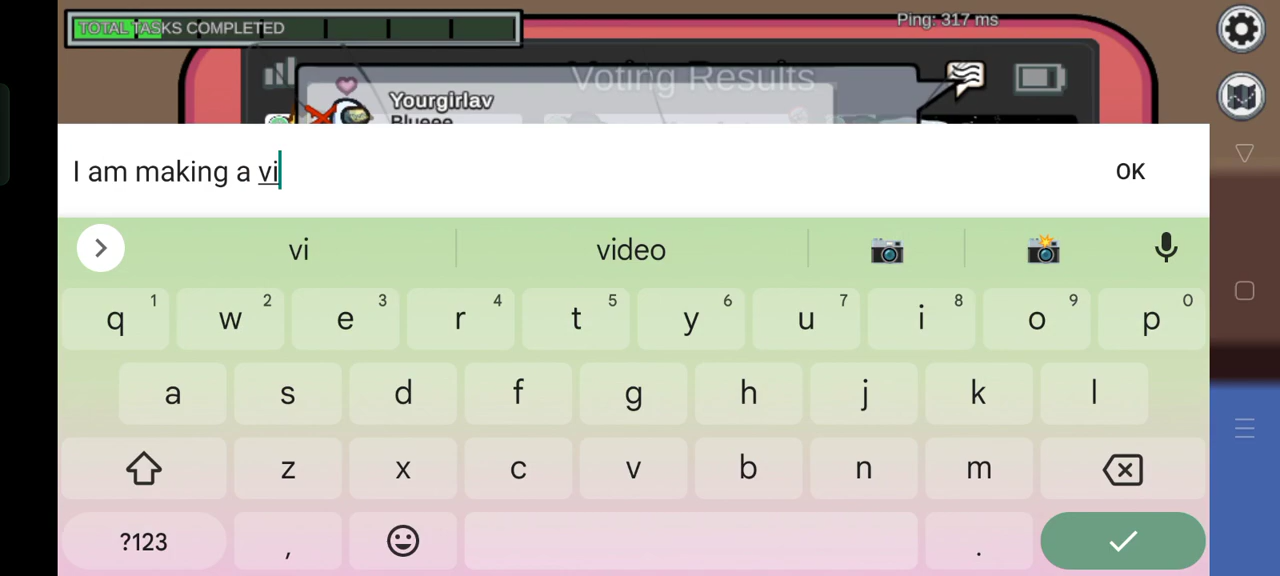 TOTAL TASKS COMPLETED
Ping: 317 ms
Voting Results
Yourgirlav
Blueee
I am making a vi
OK
vi video
q 1 w 2 e 3 r 4 t 5 y 6 u 7 i 8 o 9 p 0
a s d f g h j k l
z x c v b n m
?123 , .